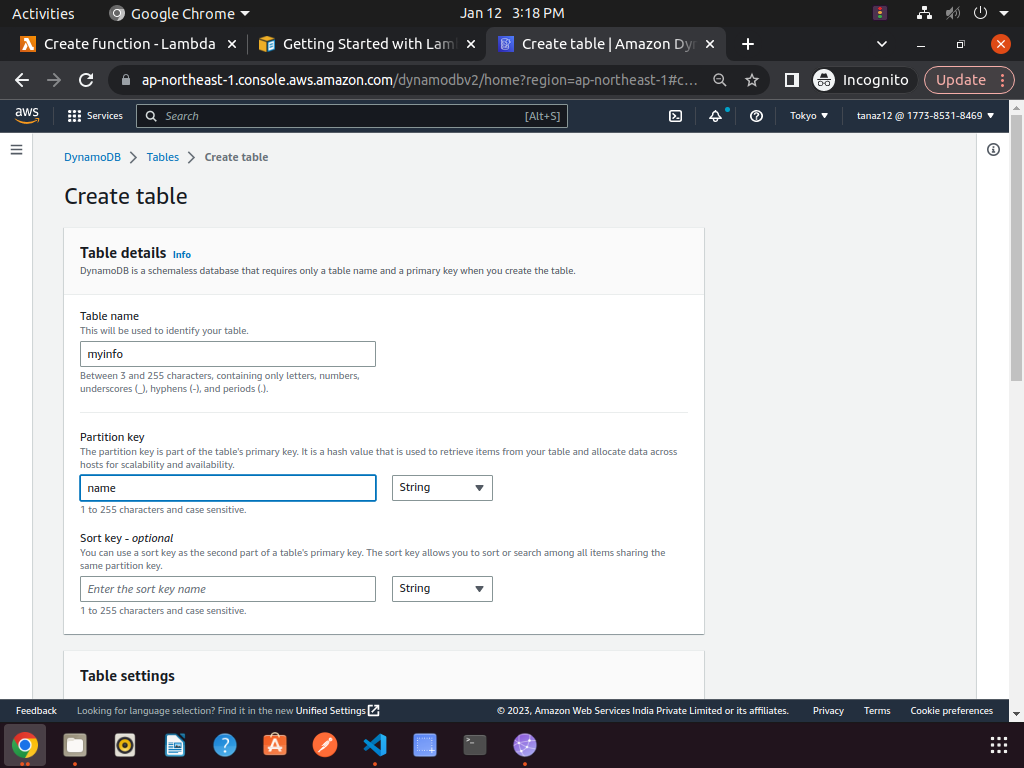 Activities
Google Chrome
Jan 12 3:18 PM
Create function - Lambda
Getting Started with Lam
Create table | Amazon Dy
ap-northeast-1.console.aws.amazon.com/dynamodbv2/home?region=ap-northeast-1#c...
Incognito
Update
aws
Services
Search
[Alt+S]
Tokyo
tanaz12 @ 1773-8531-8469
DynamoDB
Tables
Create table
Create table
Table details Info
DynamoDB is a schemaless database that requires only a table name and a primary key when you create the table.
Table name
This will be used to identify your table.
myinfo
Between 3 and 255 characters, containing only letters, numbers,
underscores (_), hyphens (-), and periods (.).
Partition key
The partition key is part of the table's primary key. It is a hash value that is used to retrieve items from your table and allocate data across
hosts for scalability and availability.
name
String
1 to 255 characters and case sensitive.
Sort key - optional
You can use a sort key as the second part of a table's primary key. The sort key allows you to sort or search among all items sharing the
same partition key.
Enter the sort key name
String
1 to 255 characters and case sensitive.
Table settings
Feedback
Looking for language selection? Find it in the new Unified Settings
© 2023, Amazon Web Services India Private Limited or its affiliates.
Privacy
Terms
Cookie preferences